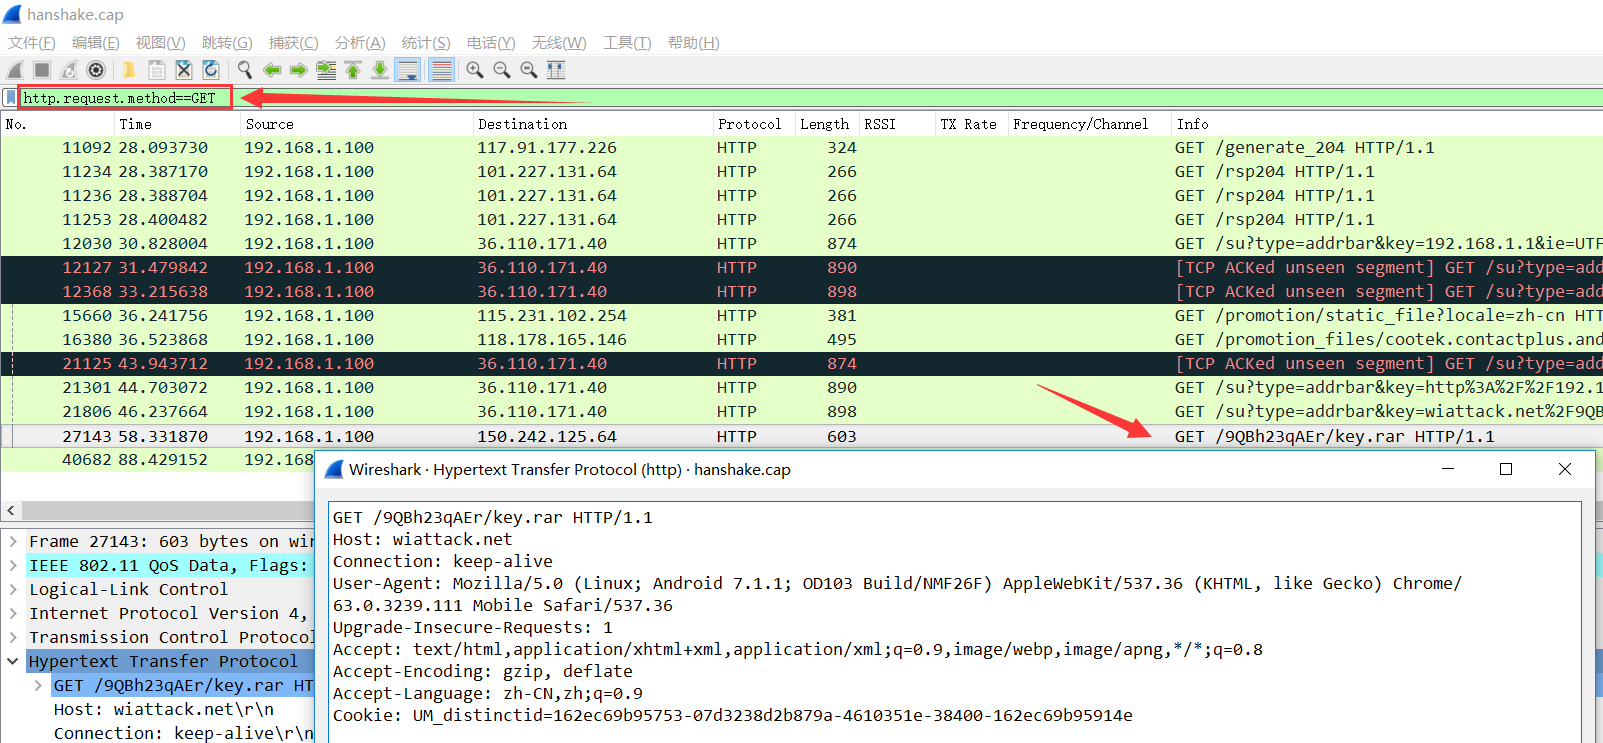 hanshake.cap
文件(F) 编辑(E) 视图(V) 跳转(G) 捕获(C) 分析(A) 统计(S) 电话(Y) 无线(W) 工具(T) 帮助(H)
http.request.method==GET
No. Time Source Destination Protocol Length RSSI TX Rate Frequency/Channel Info
11092 28.093730 192.168.1.100 117.91.177.226 HTTP 324 GET /generate_204 HTTP/1.1
11234 28.387170 192.168.1.100 101.227.131.64 HTTP 266 GET /rsp204 HTTP/1.1
11236 28.388704 192.168.1.100 101.227.131.64 HTTP 266 GET /rsp204 HTTP/1.1
11253 28.400482 192.168.1.100 101.227.131.64 HTTP 266 GET /rsp204 HTTP/1.1
12030 30.828004 192.168.1.100 36.110.171.40 HTTP 874 GET /su?type=addrbar&key=192.168.1.1&ie=UTF
12127 31.479842 192.168.1.100 36.110.171.40 HTTP 890 [TCP ACKed unseen segment] GET /su?type=add
12368 33.215638 192.168.1.100 36.110.171.40 HTTP 898 [TCP ACKed unseen segment] GET /su?type=add
15660 36.241756 192.168.1.100 115.231.102.254 HTTP 381 GET /promotion/static_file?locale=zh-cn HTT
16380 36.523868 192.168.1.100 118.178.165.146 HTTP 495 GET /promotion_files/cootek.contactplus.and
21125 43.943712 192.168.1.100 36.110.171.40 HTTP 874 [TCP ACKed unseen segment] GET /su?type=add
21301 44.703072 192.168.1.100 36.110.171.40 HTTP 890 GET /su?type=addrbar&key=http%3A%2F%2F192.1
21806 46.237664 192.168.1.100 36.110.171.40 HTTP 898 GET /su?type=addrbar&key=wiattack.net%2F9QB
27143 58.331870 192.168.1.100 150.242.125.64 HTTP 603 GET /9QBh23qAEr/key.rar HTTP/1.1
40682 88.429152 192.168
Wireshark · Hypertext Transfer Protocol (http) · hanshake.cap
GET /9QBh23qAEr/key.rar HTTP/1.1
Host: wiattack.net
Connection: keep-alive
User-Agent: Mozilla/5.0 (Linux; Android 7.1.1; OD103 Build/NMF26F) AppleWebKit/537.36 (KHTML, like Gecko) Chrome/
63.0.3239.111 Mobile Safari/537.36
Upgrade-Insecure-Requests: 1
Accept: text/html,application/xhtml+xml,application/xml;q=0.9,image/webp,image/apng,*/*;q=0.8
Accept-Encoding: gzip, deflate
Accept-Language: zh-CN,zh;q=0.9
Cookie: UM_distinctid=162ec69b95753-07d3238d2b879a-4610351e-38400-162ec69b95914e
Frame 27143: 603 bytes on wir
IEEE 802.11 QoS Data, Flags:
Logical-Link Control
Internet Protocol Version 4,
Transmission Control Protocol
Hypertext Transfer Protocol
GET /9QBh23qAEr/key.rar HT
Host: wiattack.net\r\n
Connection: keep-alive\r\n